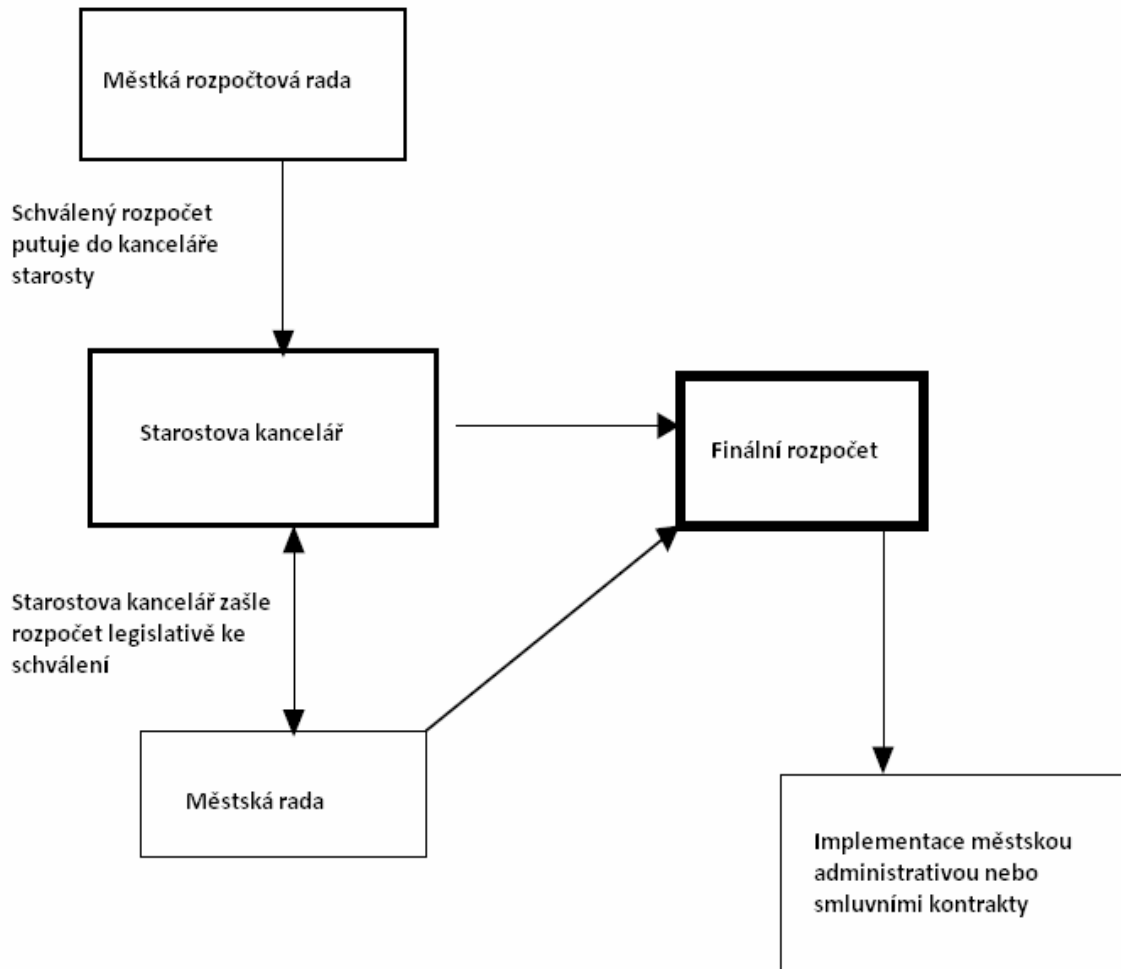 Městká rozpočtová rada
Schválený rozpočet
putuje do kanceláře
starosty
Starostova kancelář
Finální rozpočet
Starostova kancelář zašle
rozpočet legislativě ke
schválení
Městská rada
Implementace městskou
administrativou nebo
smluvními kontrakty